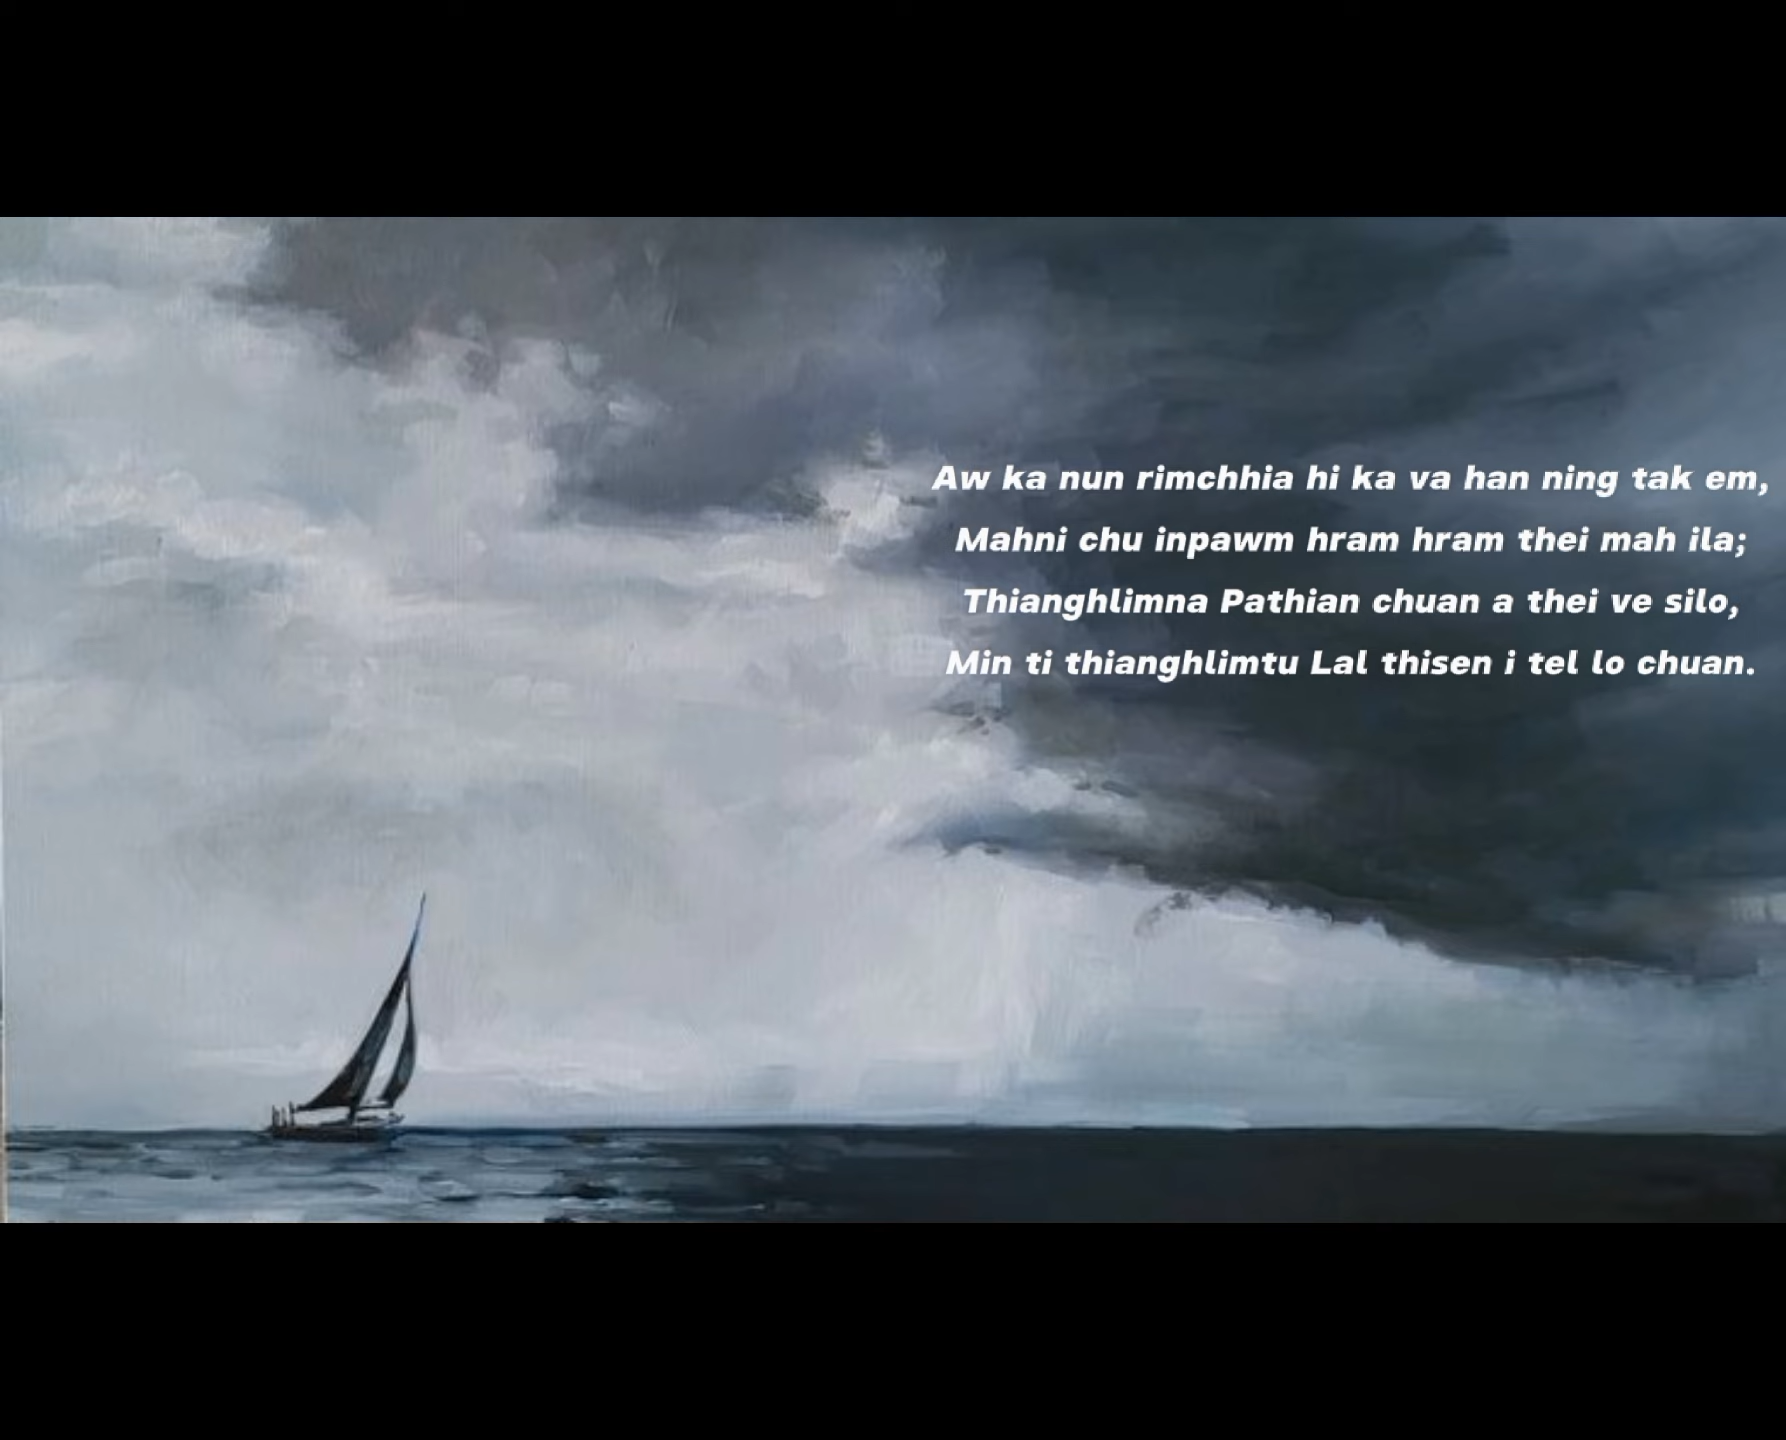 Aw ka nun rimchhia hi ka va han ning tak em,
Mahni chu inpawm hram hram thei mah ila;
Thianghlimna Pathian chuan a thei ve silo,
Min ti thianghlimtu Lal thisen i tel lo chuan.